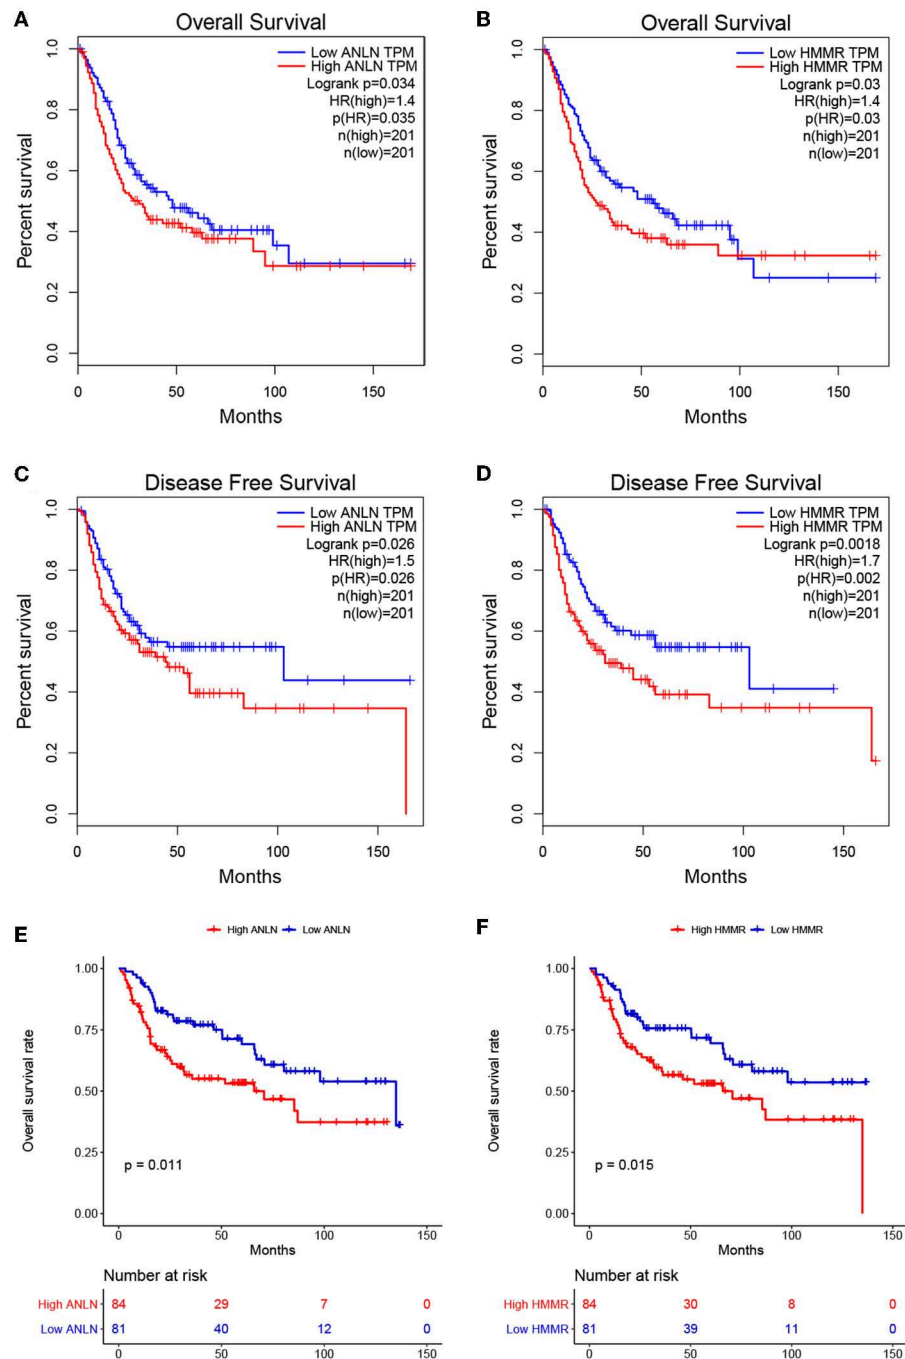 A
Overall Survival
Low ANLN TPM
High ANLN TPM
Logrank p=0.034
HR(high)=1.4
p(HR)=0.035
n(high)=201
n(low)=201
Percent survival
0.0 0.2 0.4 0.6 0.8 1.0
0 50 100 150
Months
B
Overall Survival
Low HMMR TPM
High HMMR TPM
Logrank p=0.03
HR(high)=1.4
p(HR)=0.03
n(high)=201
n(low)=201
Percent survival
0.0 0.2 0.4 0.6 0.8 1.0
0 50 100 150
Months
C
Disease Free Survival
Low ANLN TPM
High ANLN TPM
Logrank p=0.026
HR(high)=1.5
p(HR)=0.026
n(high)=201
n(low)=201
Percent survival
0.0 0.2 0.4 0.6 0.8 1.0
0 50 100 150
Months
D
Disease Free Survival
Low HMMR TPM
High HMMR TPM
Logrank p=0.0018
HR(high)=1.7
p(HR)=0.002
n(high)=201
n(low)=201
Percent survival
0.0 0.2 0.4 0.6 0.8 1.0
0 50 100 150
Months
E
High ANLN Low ANLN
Overall survival rate
1.00
0.75
0.50
0.25
0.00
p = 0.011
0 50 100 150
Months
Number at risk
High ANLN 84 29 7 0
Low ANLN 81 40 12 0
0 50 100 150
F
High HMMR Low HMMR
Overall survival rate
1.00
0.75
0.50
0.25
0.00
p = 0.015
0 50 100 150
Months
Number at risk
High HMMR 84 30 8 0
Low HMMR 81 39 11 0
0 50 100 150